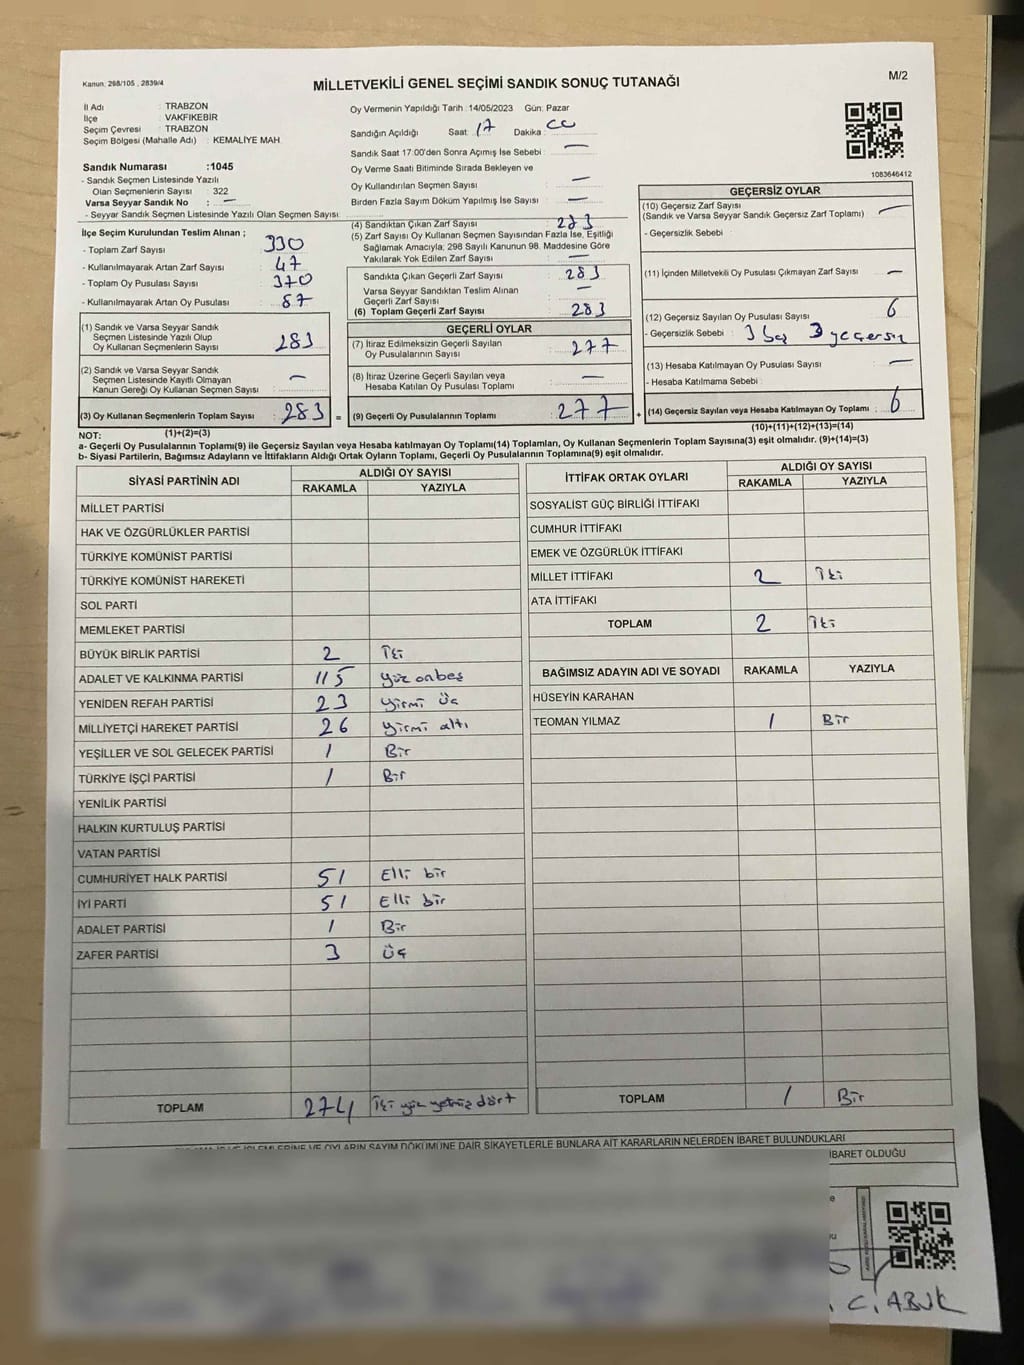 Kanun: 298/105 , 2839/4
MİLLETVEKİLİ GENEL SEÇİMİ SANDIK SONUÇ TUTANAĞI
M/2
İl Adı : TRABZON
İlçe : VAKFIKEBİR
Seçim Çevresi : TRABZON
Seçim Bölgesi (Mahalle Adı) : KEMALİYE MAH.
Sandık Numarası :1045
- Sandık Seçmen Listesinde Yazılı
Olan Seçmenlerin Sayısı : 322
Varsa Seyyar Sandık No : —
- Seyyar Sandık Seçmen Listesinde Yazılı Olan Seçmen Sayısı:
Oy Vermenin Yapıldığı Tarih :14/05/2023 Gün: Pazar
Sandığın Açıldığı Saat: 17 Dakika:
Sandık Saat 17:00'den Sonra Açılmış İse Sebebi : —
Oy Verme Saati Bitiminde Sırada Bekleyen ve
Oy Kullandırılan Seçmen Sayısı : —
Birden Fazla Sayım Döküm Yapılmış İse Sayısı : —
1083646412
İlçe Seçim Kurulundan Teslim Alınan ;
- Toplam Zarf Sayısı : 330
- Kullanılmayarak Artan Zarf Sayısı : 47
- Toplam Oy Pusulası Sayısı : 370
- Kullanılmayarak Artan Oy Pusulası : 87
(1) Sandık ve Varsa Seyyar Sandık
Seçmen Listesinde Yazılı Olup
Oy Kullanan Seçmenlerin Sayısı : 283
(2) Sandık ve Varsa Seyyar Sandık
Seçmen Listesinde Kayıtlı Olmayan
Kanun Gereği Oy Kullanan Seçmen Sayısı : —
(3) Oy Kullanan Seçmenlerin Toplam Sayısı : 283 =
(1)+(2)=(3)
(4) Sandıktan Çıkan Zarf Sayısı : 283
(5) Zarf Sayısı Oy Kullanan Seçmen Sayısından Fazla İse, Eşitliği
Sağlamak Amacıyla; 298 Sayılı Kanunun 98. Maddesine Göre
Yakılarak Yok Edilen Zarf Sayısı : —
Sandıkta Çıkan Geçerli Zarf Sayısı : 283
Varsa Seyyar Sandıktan Teslim Alınan
Geçerli Zarf Sayısı : —
(6) Toplam Geçerli Zarf Sayısı : 283
GEÇERLİ OYLAR
(7) İtiraz Edilmeksizin Geçerli Sayılan
Oy Pusulalarının Sayısı : 277
(8) İtiraz Üzerine Geçerli Sayılan veya
Hesaba Katılan Oy Pusulası Toplamı : —
(9) Geçerli Oy Pusulalarının Toplamı : 277 +
GEÇERSİZ OYLAR
(10) Geçersiz Zarf Sayısı : —
(Sandık ve Varsa Seyyar Sandık Geçersiz Zarf Toplamı)
- Geçersizlik Sebebi :
(11) İçinden Milletvekili Oy Pusulası Çıkmayan Zarf Sayısı : —
(12) Geçersiz Sayılan Oy Pusulası Sayısı : 6
- Geçersizlik Sebebi : 3 boş 3 geçersiz
(13) Hesaba Katılmayan Oy Pusulası Sayısı : —
- Hesaba Katılmama Sebebi :
(14) Geçersiz Sayılan veya Hesaba Katılmayan Oy Toplamı : 6
(10)+(11)+(12)+(13)=(14)
NOT:
a- Geçerli Oy Pusulalarının Toplamı(9) ile Geçersiz Sayılan veya Hesaba katılmayan Oy Toplamı(14) Toplamları, Oy Kullanan Seçmenlerin Toplam Sayısına(3) eşit olmalıdır. (9)+(14)=(3)
b- Siyasi Partilerin, Bağımsız Adayların ve İttifakların Aldığı Ortak Oyların Toplamı, Geçerli Oy Pusulalarının Toplamına(9) eşit olmalıdır.
SİYASİ PARTİNİN ADI ALDIĞI OY SAYISI
RAKAMLA YAZIYLA
MİLLET PARTİSİ
HAK VE ÖZGÜRLÜKLER PARTİSİ
TÜRKİYE KOMÜNİST PARTİSİ
TÜRKİYE KOMÜNİST HAREKETİ
SOL PARTİ
MEMLEKET PARTİSİ
BÜYÜK BİRLİK PARTİSİ 2 İki
ADALET VE KALKINMA PARTİSİ 115 yüz onbeş
YENİDEN REFAH PARTİSİ 23 yirmi üç
MİLLİYETÇİ HAREKET PARTİSİ 26 yirmi altı
YEŞİLLER VE SOL GELECEK PARTİSİ 1 Bir
TÜRKİYE İŞÇİ PARTİSİ 1 Bir
YENİLİK PARTİSİ
HALKIN KURTULUŞ PARTİSİ
VATAN PARTİSİ
CUMHURİYET HALK PARTİSİ 51 Elli bir
İYİ PARTİ 51 Elli bir
ADALET PARTİSİ 1 Bir
ZAFER PARTİSİ 3 üç
TOPLAM 274 İki yüz yetmiş dört
İTTİFAK ORTAK OYLARI ALDIĞI OY SAYISI
RAKAMLA YAZIYLA
SOSYALİST GÜÇ BİRLİĞİ İTTİFAKI
CUMHUR İTTİFAKI
EMEK VE ÖZGÜRLÜK İTTİFAKI
MİLLET İTTİFAKI 2 İki
ATA İTTİFAKI
TOPLAM 2 İki
BAĞIMSIZ ADAYIN ADI VE SOYADI RAKAMLA YAZIYLA
HÜSEYİN KARAHAN
TEOMAN YILMAZ 1 Bir
TOPLAM 1 Bir
İŞLEMLERİNE VE OYLARIN SAYIM DÖKÜMÜNE DAİR ŞİKAYETLERLE BUNLARA AİT KARARLARIN NELERDEN İBARET BULUNDUKLARI
İBARET OLDUĞU
C. ABUK